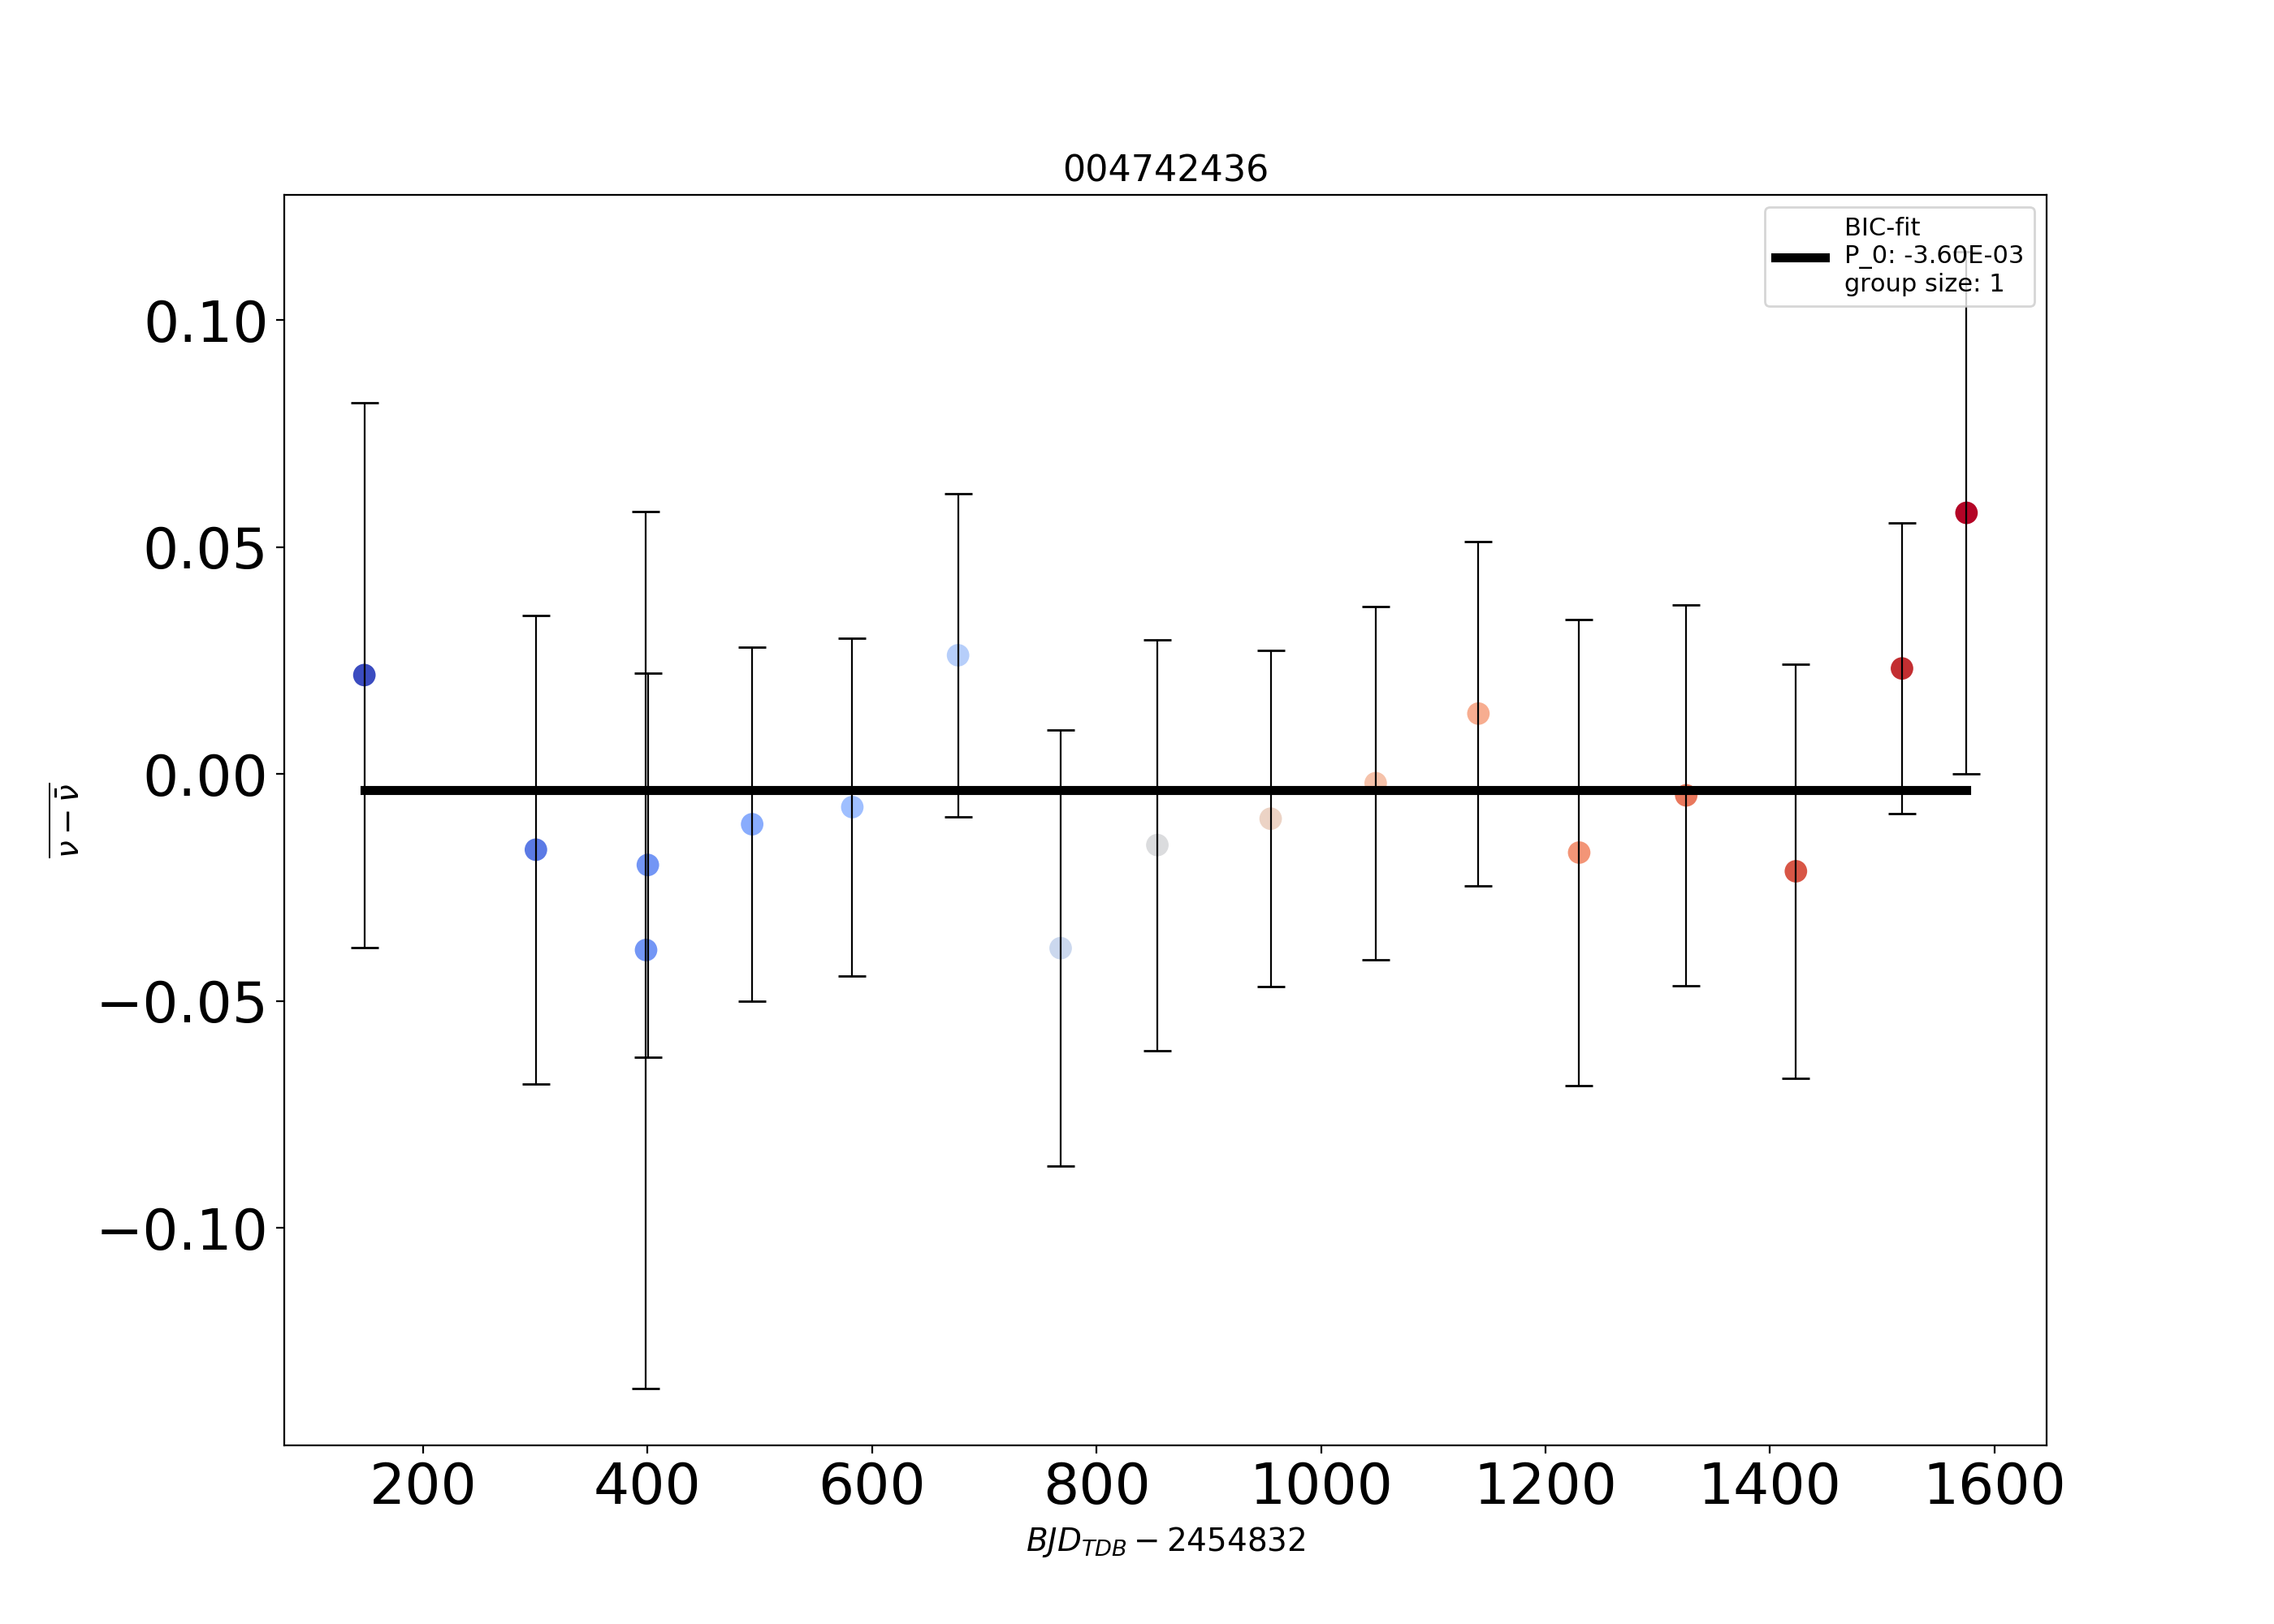 004742436
BIC-fit
P_0: -3.60E-03
group size: 1
0.10
0.05
0.00
−0.05
−0.10
ν − ν̄
200 400 600 800 1000 1200 1400 1600
BJD_TDB − 2454832